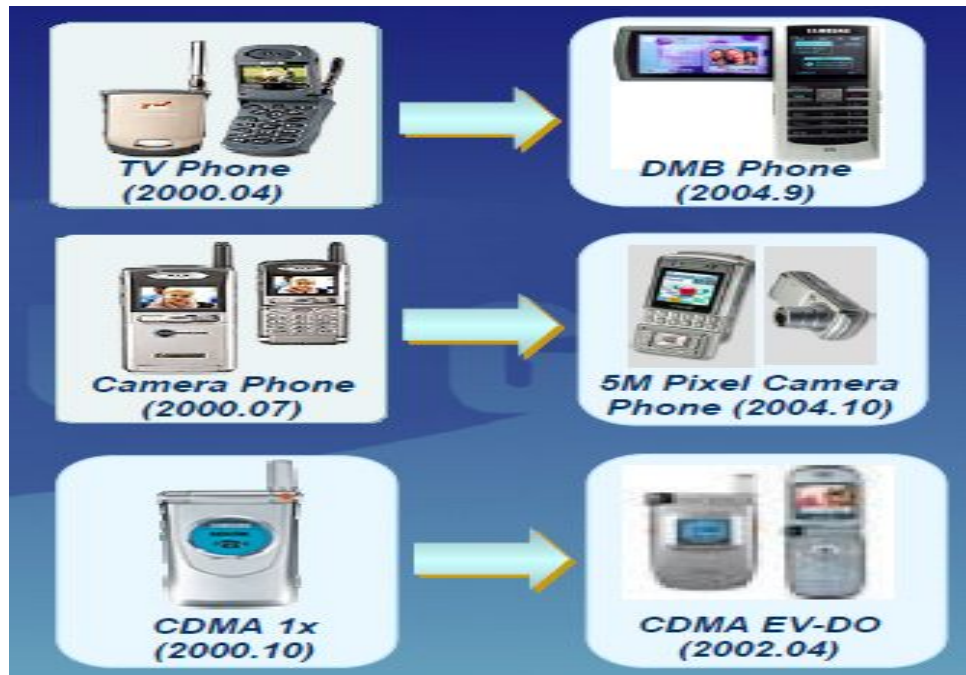 TV Phone
(2000.04)
SAMSUNG
DMB Phone
(2004.9)
Camera Phone
(2000.07)
5M Pixel Camera
Phone (2004.10)
CDMA 1x
(2000.10)
CDMA EV-DO
(2002.04)